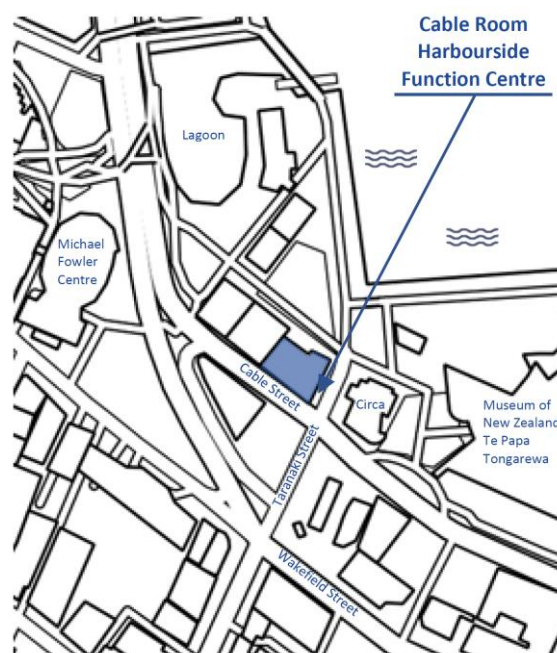 Cable Room
Harbourside
Function Centre
Lagoon
Michael
Fowler
Centre
Cable Street
Circa
Museum of
New Zealand
Te Papa
Tongarewa
Taranaki Street
Wakefield Street